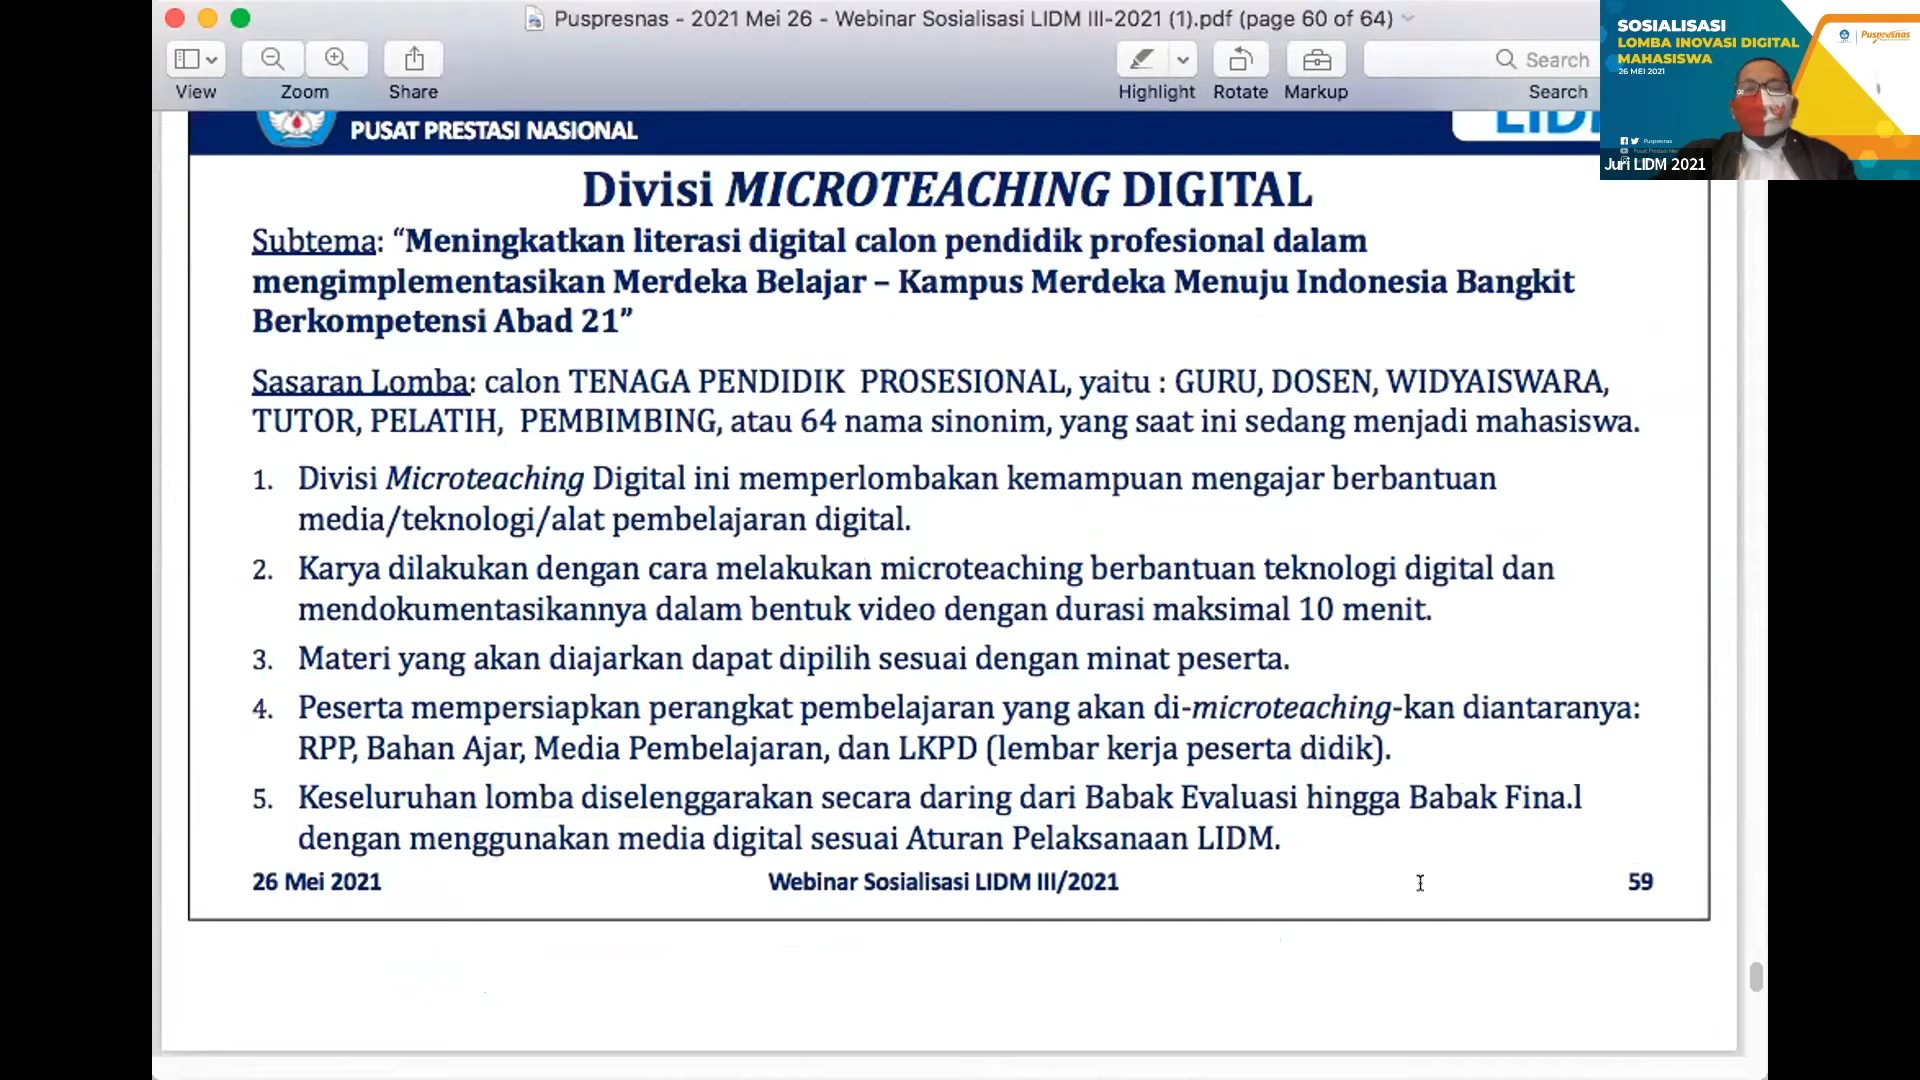 Puspresnas - 2021 Mei 26 - Webinar Sosialisasi LIDM III-2021 (1).pdf (page 60 of 64)
View
Zoom
Share
Highlight
Rotate
Markup
Search
Search
SOSIALISASI
LOMBA INOVASI DIGITAL
MAHASISWA
26 MEI 2021
Puspresnas
Puspresnas
Juri LIDM 2021
PUSAT PRESTASI NASIONAL
Divisi MICROTEACHING DIGITAL
Subtema: “Meningkatkan literasi digital calon pendidik profesional dalam
mengimplementasikan Merdeka Belajar – Kampus Merdeka Menuju Indonesia Bangkit
Berkompetensi Abad 21”
Sasaran Lomba: calon TENAGA PENDIDIK PROSESIONAL, yaitu : GURU, DOSEN, WIDYAISWARA,
TUTOR, PELATIH, PEMBIMBING, atau 64 nama sinonim, yang saat ini sedang menjadi mahasiswa.
1. Divisi Microteaching Digital ini memperlombakan kemampuan mengajar berbantuan
media/teknologi/alat pembelajaran digital.
2. Karya dilakukan dengan cara melakukan microteaching berbantuan teknologi digital dan
mendokumentasikannya dalam bentuk video dengan durasi maksimal 10 menit.
3. Materi yang akan diajarkan dapat dipilih sesuai dengan minat peserta.
4. Peserta mempersiapkan perangkat pembelajaran yang akan di-microteaching-kan diantaranya:
RPP, Bahan Ajar, Media Pembelajaran, dan LKPD (lembar kerja peserta didik).
5. Keseluruhan lomba diselenggarakan secara daring dari Babak Evaluasi hingga Babak Fina.l
dengan menggunakan media digital sesuai Aturan Pelaksanaan LIDM.
26 Mei 2021
Webinar Sosialisasi LIDM III/2021
59